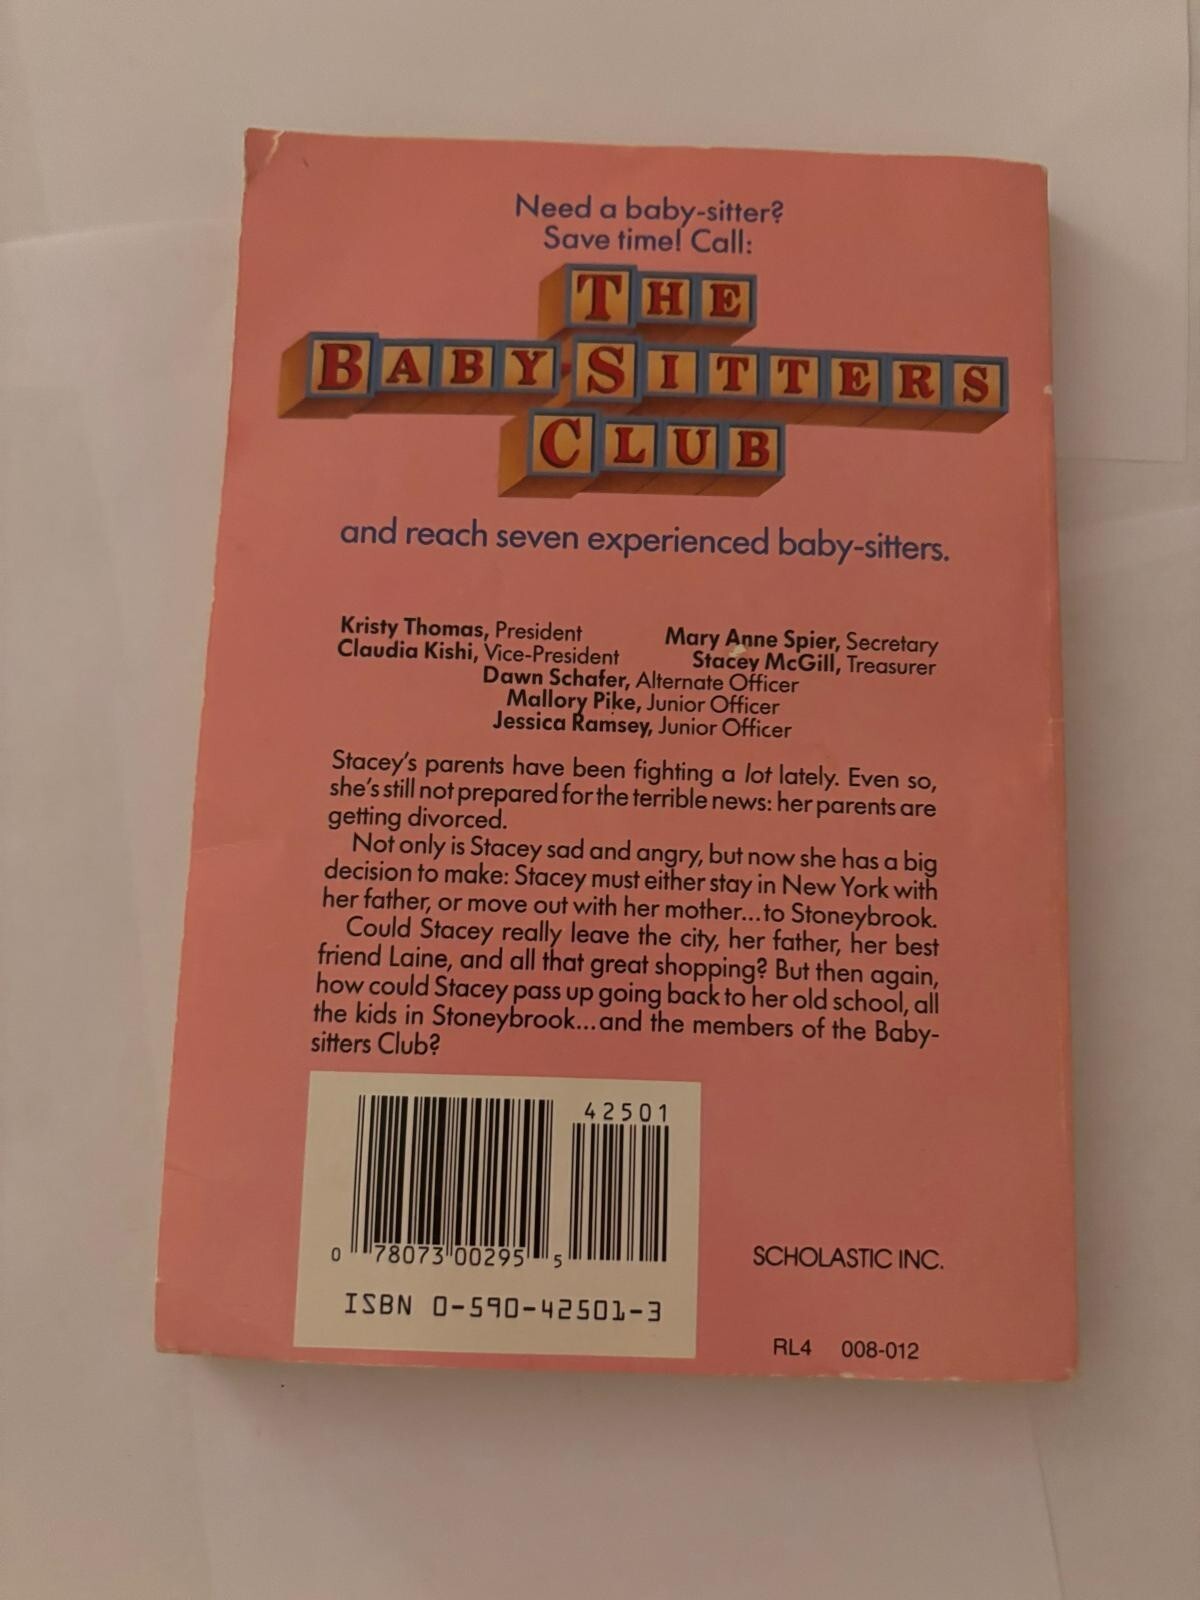 Need a baby-sitter?
Save time! Call:
THE
BABY-SITTERS
CLUB
and reach seven experienced baby-sitters.
Kristy Thomas, President Mary Anne Spier, Secretary
Claudia Kishi, Vice-President Stacey McGill, Treasurer
Dawn Schafer, Alternate Officer
Mallory Pike, Junior Officer
Jessica Ramsey, Junior Officer
Stacey's parents have been fighting a lot lately. Even so,
she's still not prepared for the terrible news: her parents are
getting divorced.
Not only is Stacey sad and angry, but now she has a big
decision to make: Stacey must either stay in New York with
her father, or move out with her mother...to Stoneybrook.
Could Stacey really leave the city, her father, her best
friend Laine, and all that great shopping? But then again,
how could Stacey pass up going back to her old school, all
the kids in Stoneybrook...and the members of the Baby-
sitters Club?
42501
0 78073 00295 5
ISBN 0-590-42501-3
SCHOLASTIC INC.
RL4 008-012